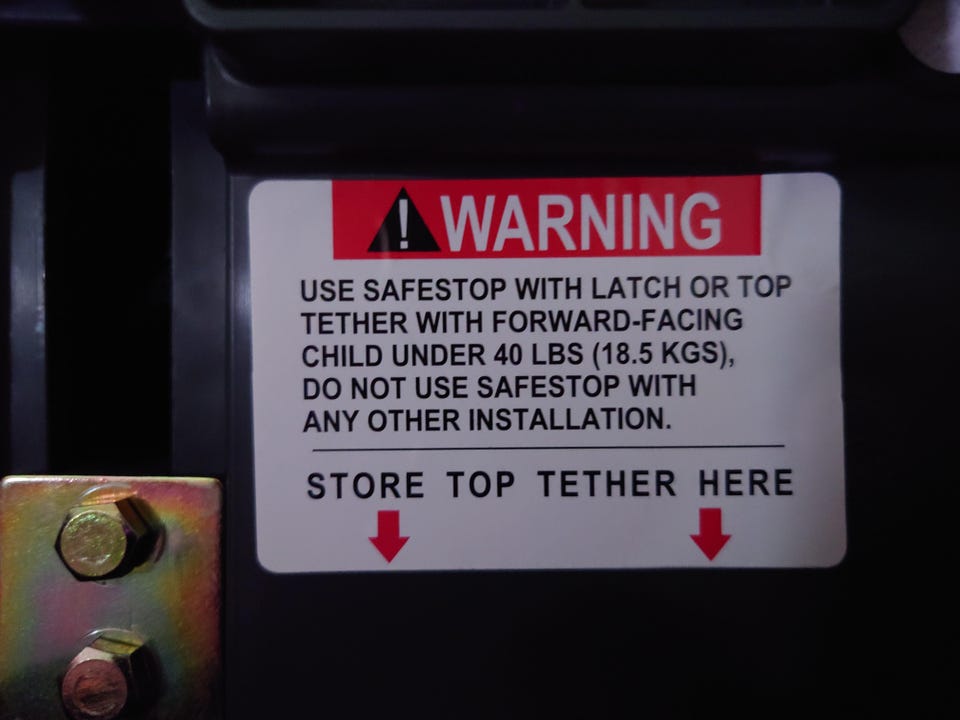 ! WARNING
USE SAFESTOP WITH LATCH OR TOP
TETHER WITH FORWARD-FACING
CHILD UNDER 40 LBS (18.5 KGS),
DO NOT USE SAFESTOP WITH
ANY OTHER INSTALLATION.
STORE TOP TETHER HERE